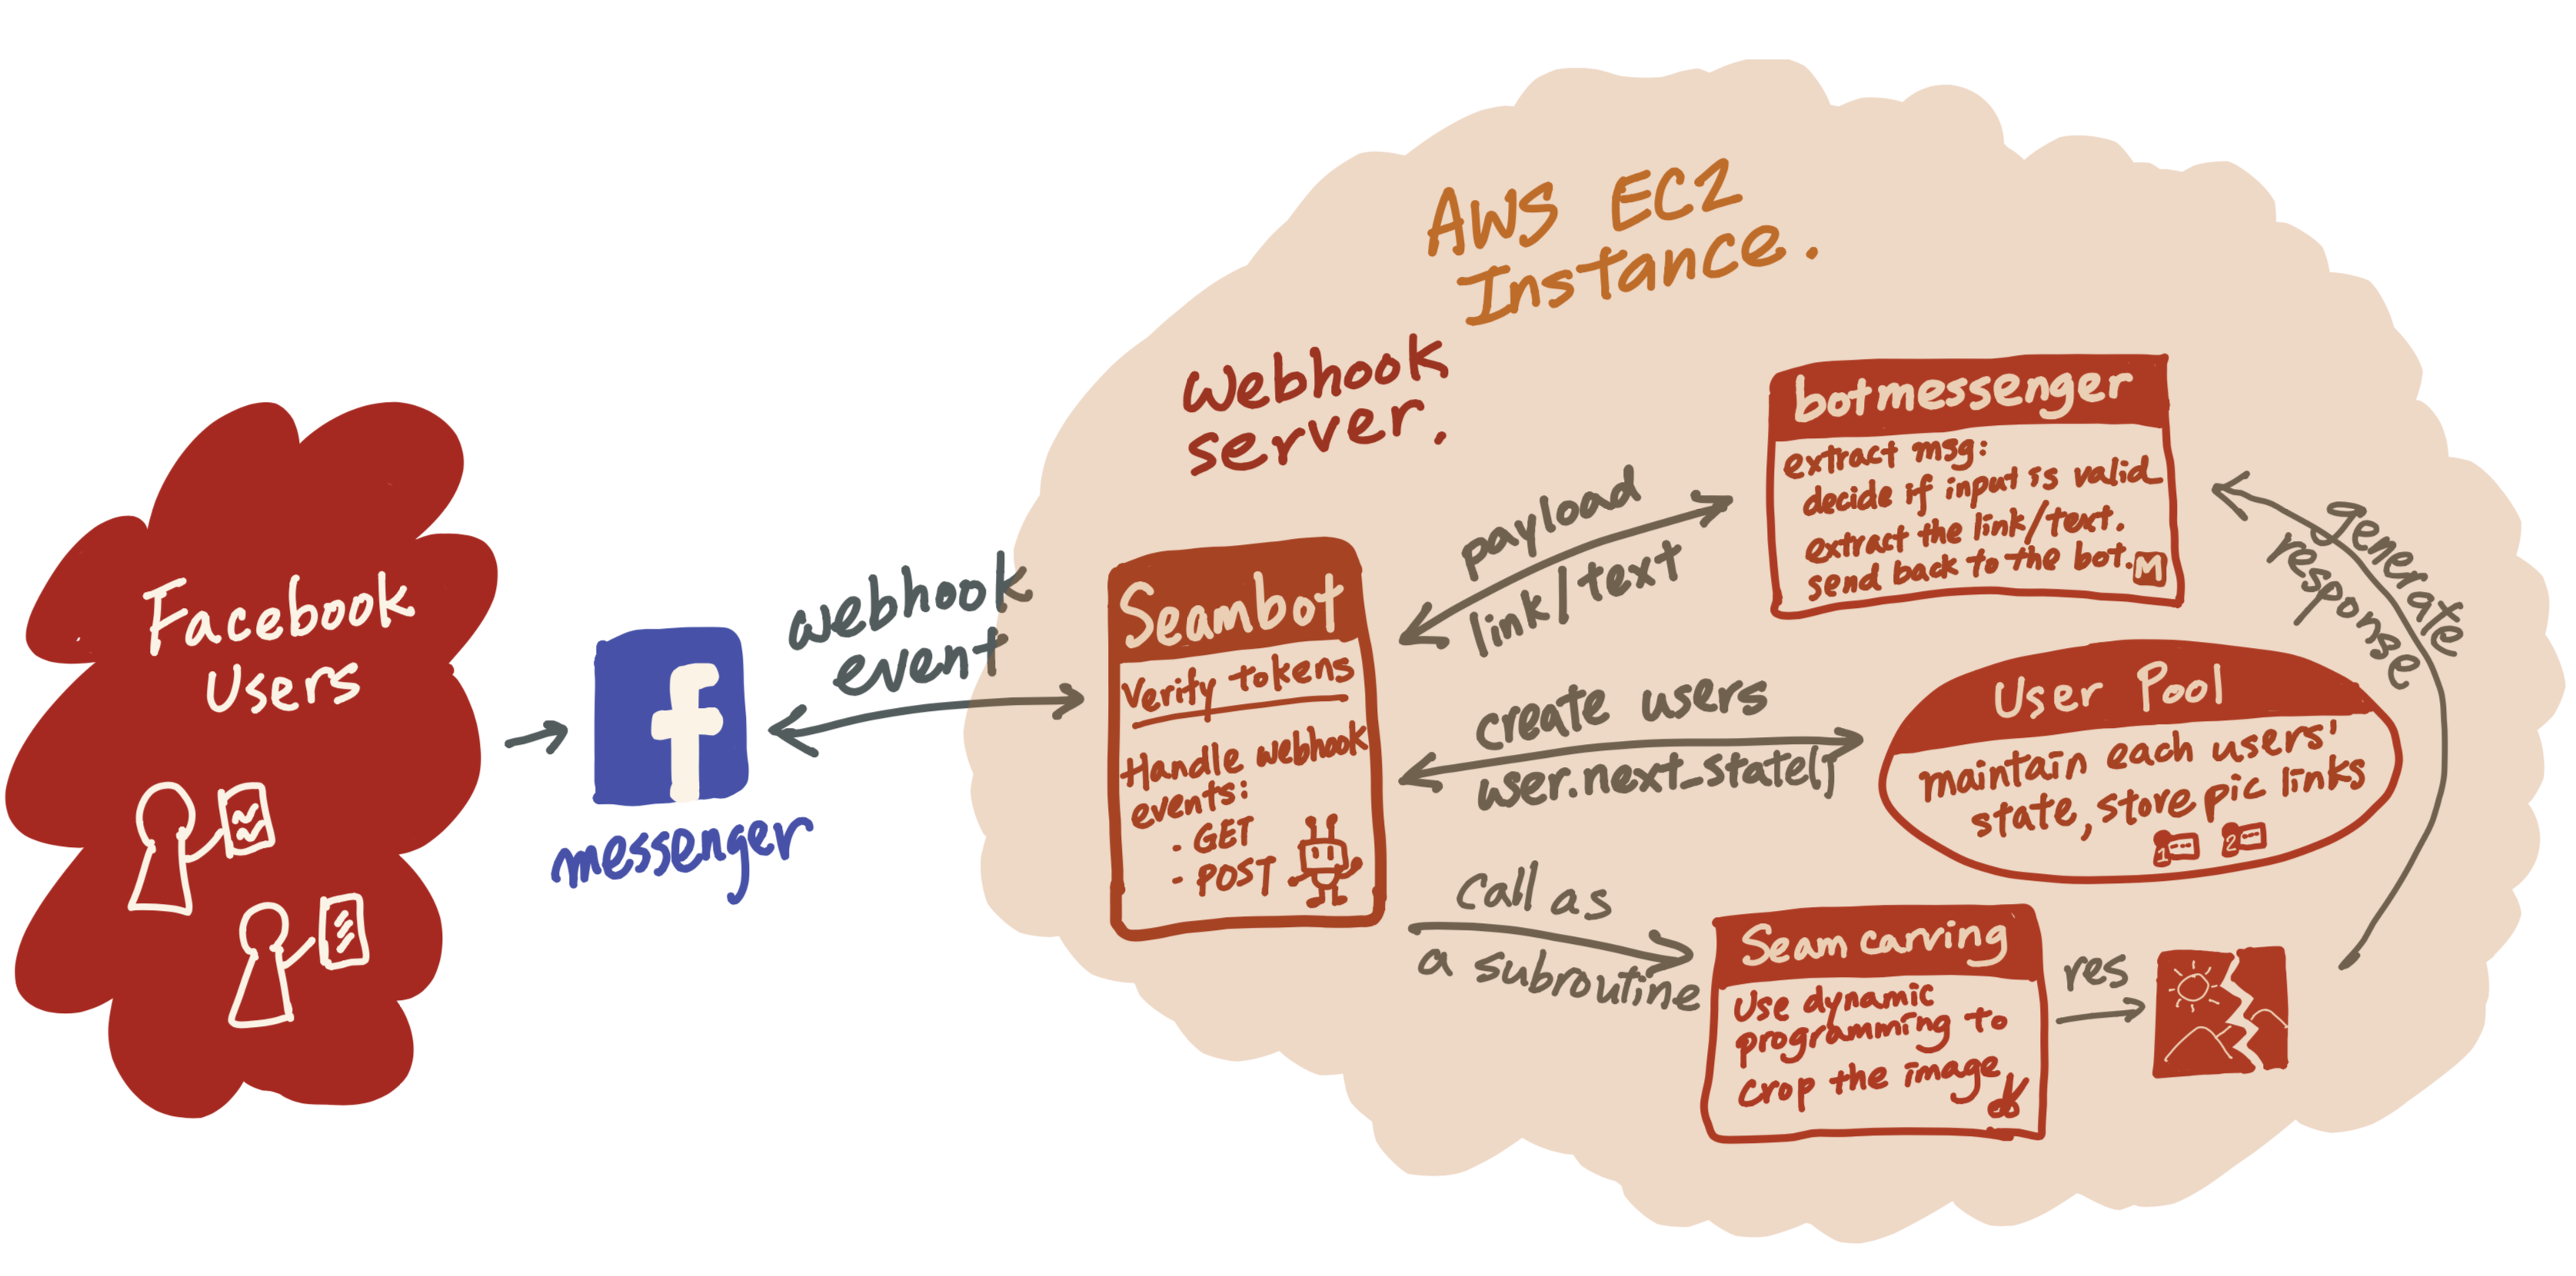 AWS EC2
Instance.
Webhook
server.
Facebook
Users
messenger
webhook
event
Seambot
Verify tokens
Handle webhook
events:
- GET
- POST
payload
link/text
botmessenger
extract msg:
decide if input is valid
extract the link/text.
send back to the bot.
M
create users
user.next_state()
User Pool
maintain each users'
state, store pic links
1
2
call as
a subroutine
Seam carving
Use dynamic
programming to
crop the image
res
generate
response